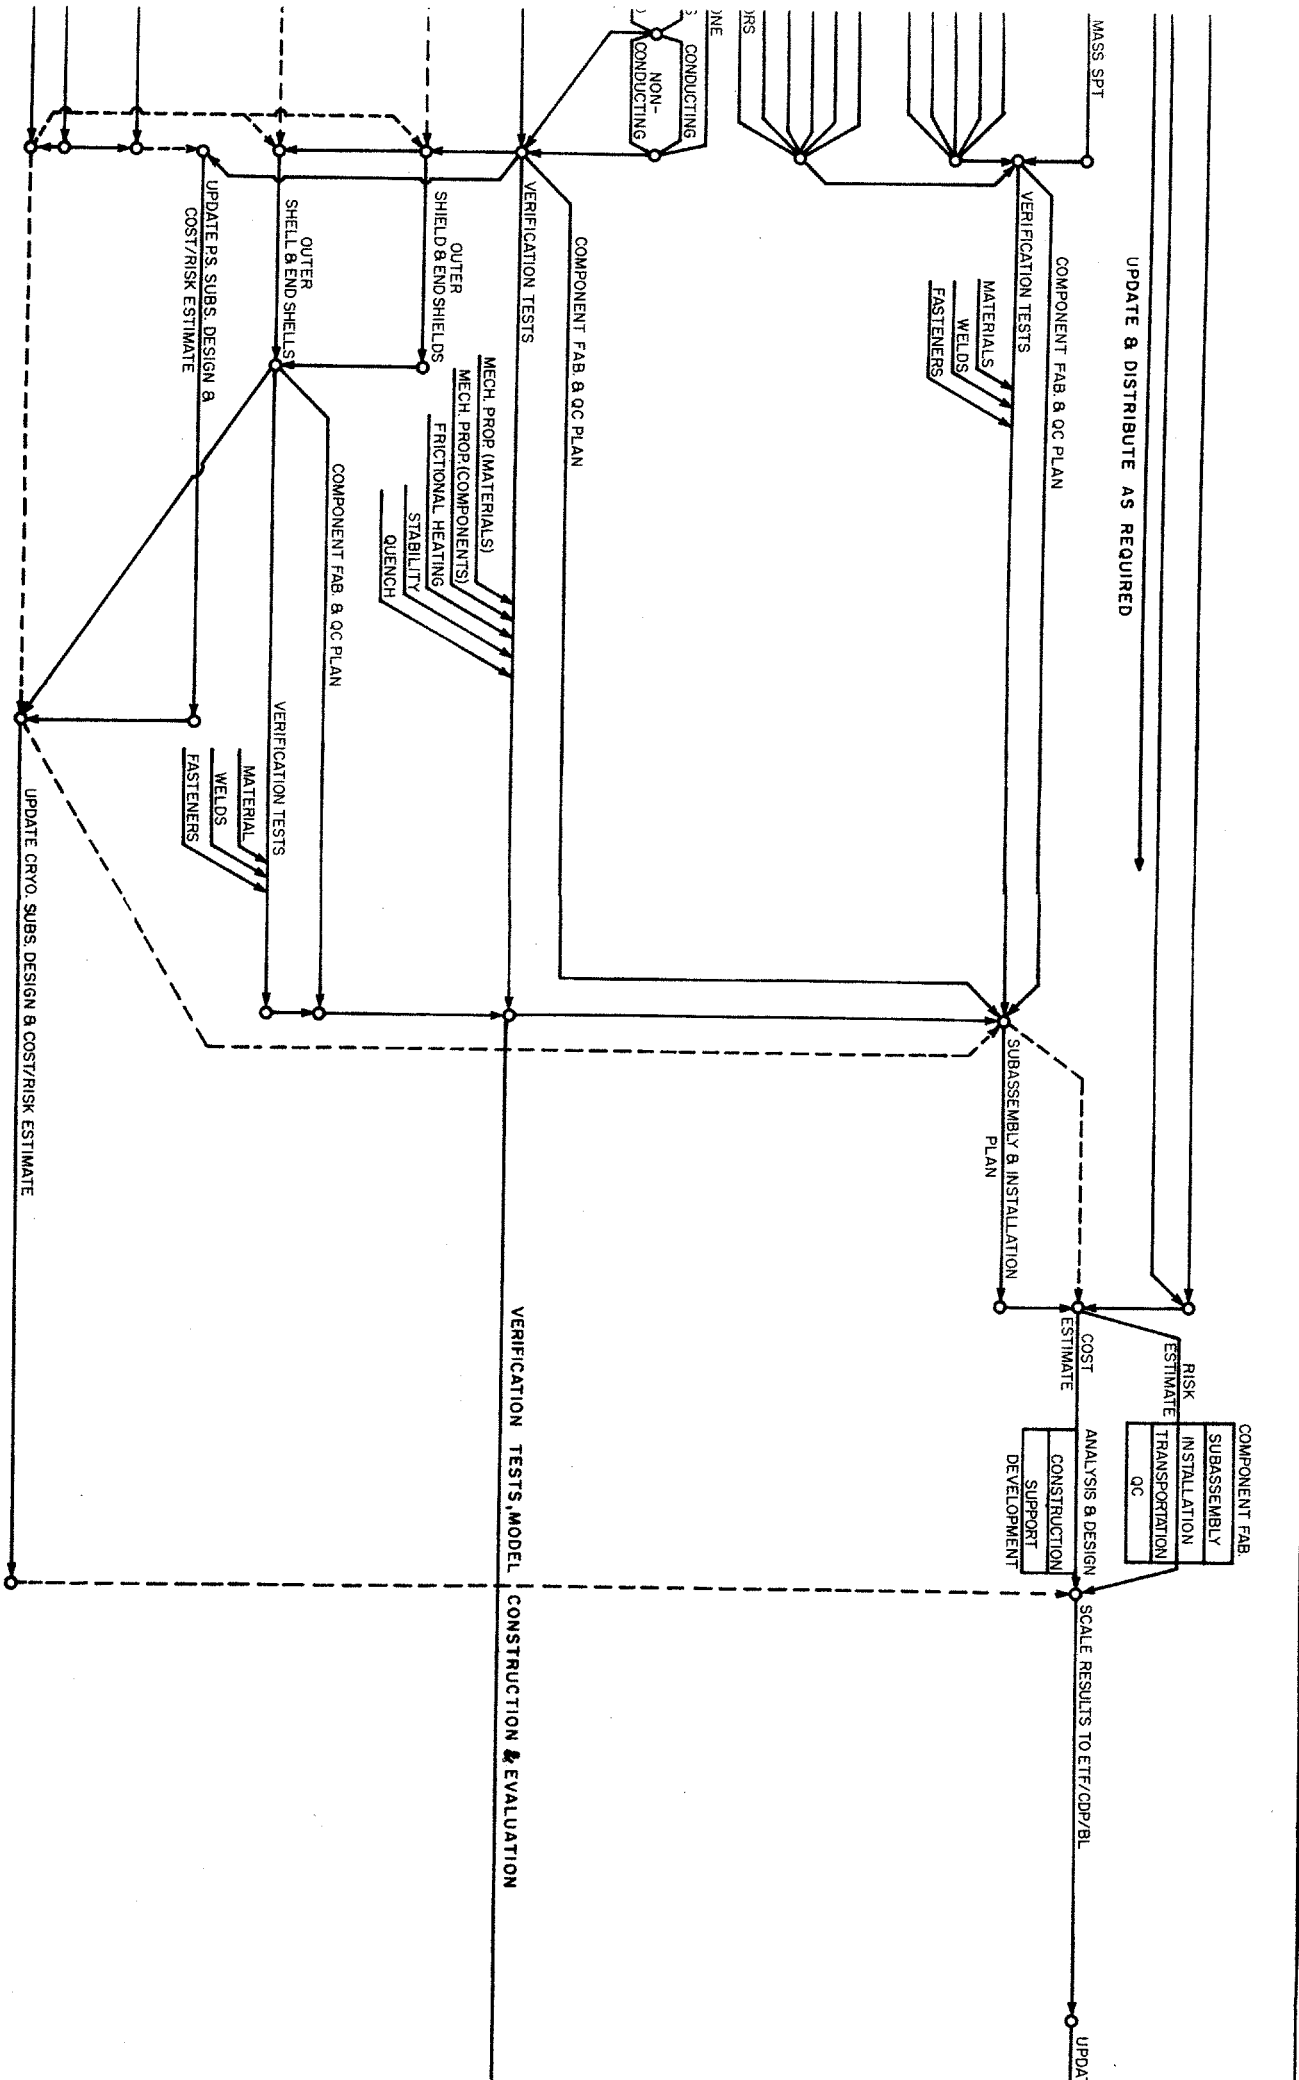 MASS SPT
UPDATE & DISTRIBUTE AS REQUIRED
COMPONENT FAB. & QC PLAN
VERIFICATION TESTS
MATERIALS
WELDS
FASTENERS
SUBASSEMBLY & INSTALLATION
PLAN
RISK
ESTIMATE
COMPONENT FAB.
SUBASSEMBLY
INSTALLATION
TRANSPORTATION
QC
COST
ESTIMATE
ANALYSIS & DESIGN
CONSTRUCTION
SUPPORT
DEVELOPMENT
SCALE RESULTS TO ETF/CDP/BL
UPDAT
ORS
ONE
CONDUCTING
NON-
CONDUCTING
COMPONENT FAB. & QC PLAN
VERIFICATION TESTS
MECH. PROP. (MATERIALS)
MECH. PROP. (COMPONENTS)
FRICTIONAL HEATING
STABILITY
QUENCH
VERIFICATION TESTS, MODEL CONSTRUCTION & EVALUATION
OUTER
SHIELD & END SHIELDS
OUTER
SHELL & END SHELLS
COMPONENT FAB. & QC PLAN
VERIFICATION TESTS
MATERIAL
WELDS
FASTENERS
UPDATE P.S. SUBS. DESIGN &
COST/RISK ESTIMATE
UPDATE CRYO. SUBS. DESIGN & COST/RISK ESTIMATE